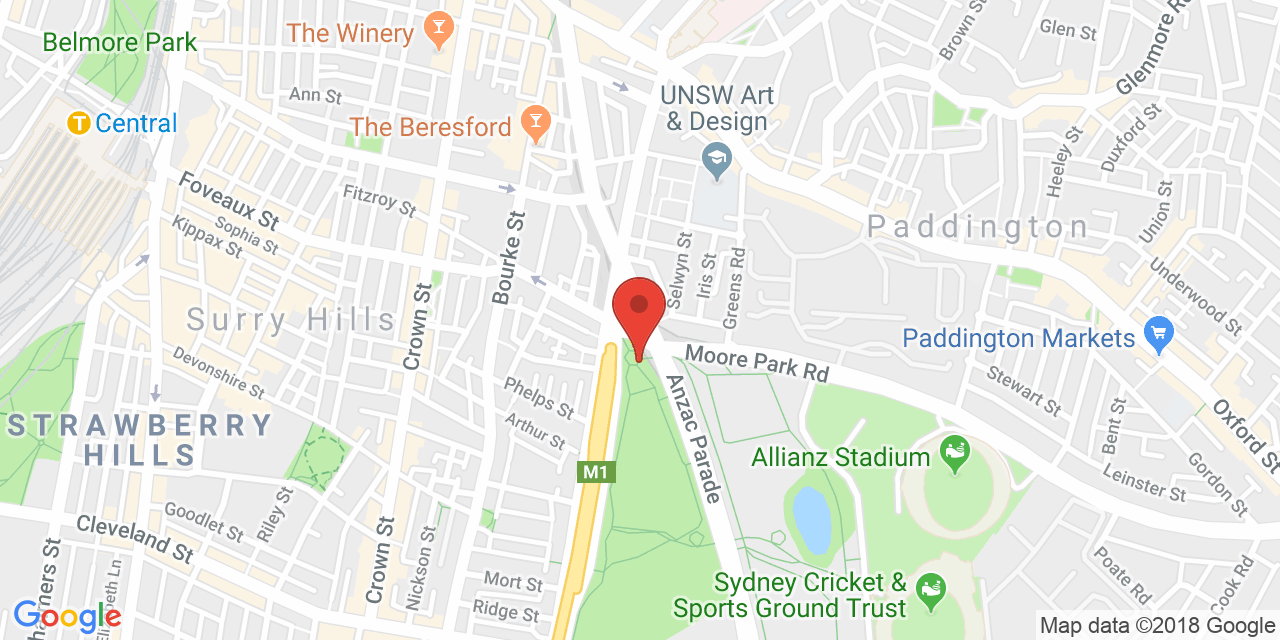 Belmore Park
The Winery
Ann St
Central
The Beresford
UNSW Art
& Design
Brown St
Glen St
Glenmore Rd
Duxford St
Heeley St
Union St
Underwood St
Paddington
Foveaux St
Fitzroy St
Sophia St
Kippax St
Bourke St
Selwyn St
Iris St
Greens Rd
Surry Hills
Crown St
Devonshire St
Paddington Markets
Moore Park Rd
Phelps St
Arthur St
Anzac Parade
Stewart St
Bent St
Oxford St
STRAWBERRY
HILLS
M1
Allianz Stadium
Leinster St
Gordon St
Goodlet St
Riley St
Cleveland St
Crown St
Nickson St
Mort St
Ridge St
Sydney Cricket &
Sports Ground Trust
Poate Rd
Cook Rd
Google
Map data ©2018 Google